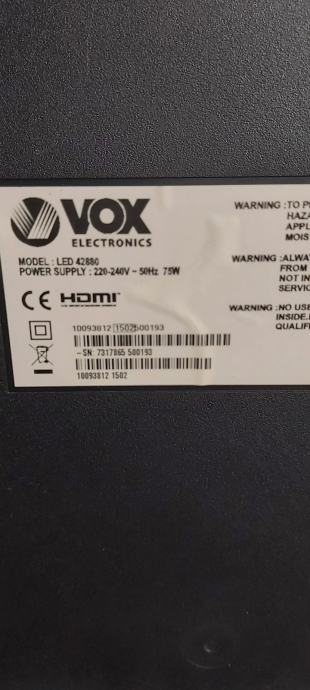 VOX
ELECTRONICS
MODEL : LED 42880
POWER SUPPLY : 220-240V ~ 50Hz 75W
CE HDMI
10093812 1502 500193
-SN: 7317865 500193
10093812 1502
WARNING :TO
HAZA
APPL
MOIS
WARNING :ALWA
FROM
NOT IN
SERVIC
WARNING :NO USE
INSIDE.
QUALIF